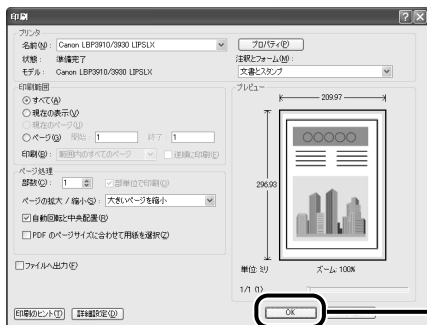 印刷
プリンタ
名前(N): Canon LBP3910/3930 LIPSLX
プロパティ(P)
状態: 準備完了
注釈とフォーム(M):
モデル: Canon LBP3910/3930 LIPSLX
文書とスタンプ
印刷範囲
プレビュー
すべて(A)
現在の表示(V)
現在のページ(U)
ページ(G) 開始: 1 終了: 1
印刷(B): 範囲内のすべてのページ 逆順に印刷(E)
209.97
296.93
ページ処理
部数(C): 1 部単位で印刷(O)
ページの拡大 / 縮小(S): 大きいページを縮小
自動回転と中央配置(R)
PDF のページサイズに合わせて用紙を選択(Z)
ファイルへ出力(F)
単位: ミリ ズーム: 100%
1/1 (1)
印刷のヒント(T) 詳細設定(D) OK